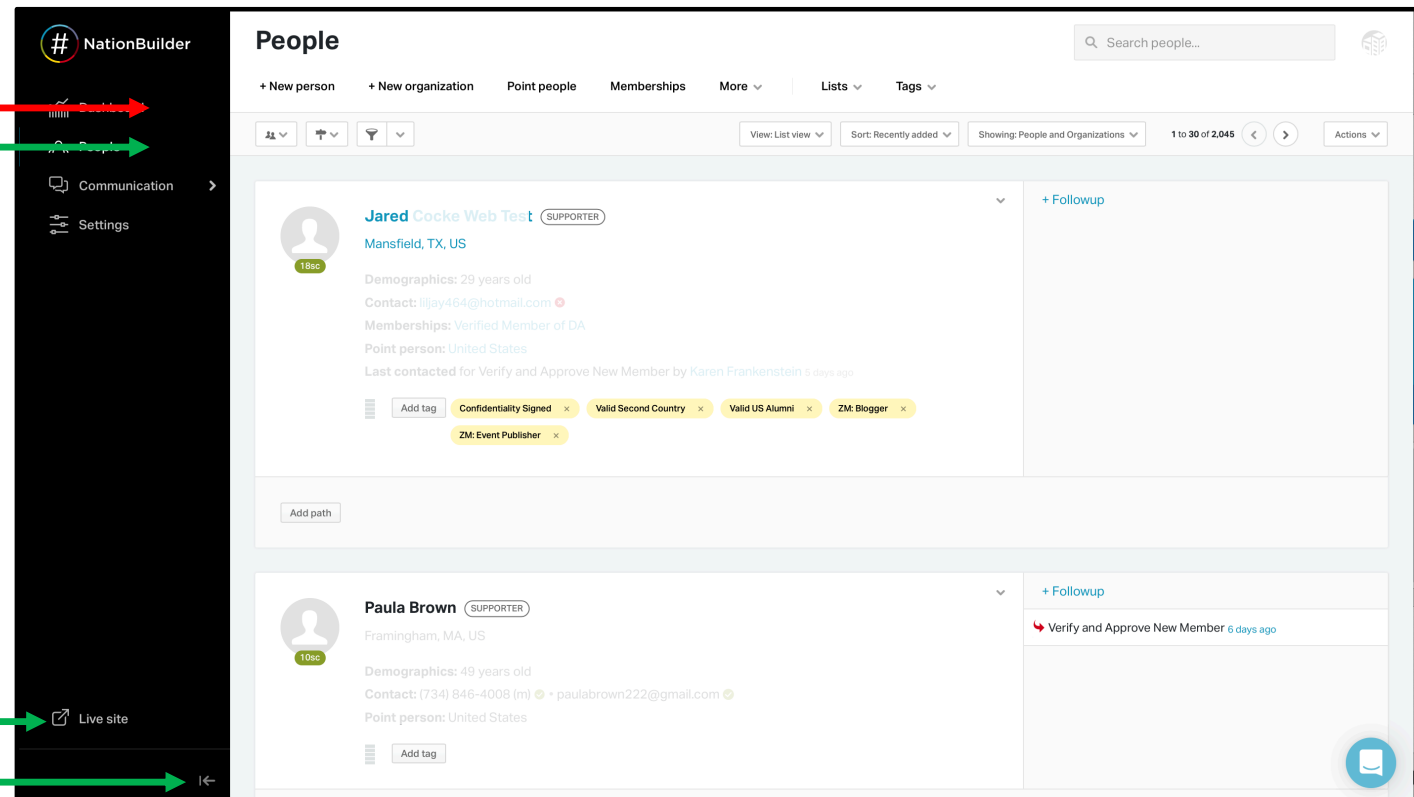 NationBuilder
Dashboard
People
Communication
Settings
Live site
People
Search people...
+ New person + New organization Point people Memberships More Lists Tags
View: List view Sort: Recently added Showing: People and Organizations 1 to 30 of 2,045 Actions
Jared Cocke Web Test SUPPORTER
Mansfield, TX, US
18sc
Demographics: 29 years old
Contact: liljay464@hotmail.com
Memberships: Verified Member of DA
Point person: United States
Last contacted for Verify and Approve New Member by Karen Frankenstein 6 days ago
Add tag Confidentiality Signed × Valid Second Country × Valid US Alumni × ZM: Blogger ×
ZM: Event Publisher ×
+ Followup
Add path
Paula Brown SUPPORTER
Framingham, MA, US
10sc
Demographics: 49 years old
Contact: (734) 846-4008 (m) • paulabrown222@gmail.com
Point person: United States
Add tag
+ Followup
Verify and Approve New Member 6 days ago